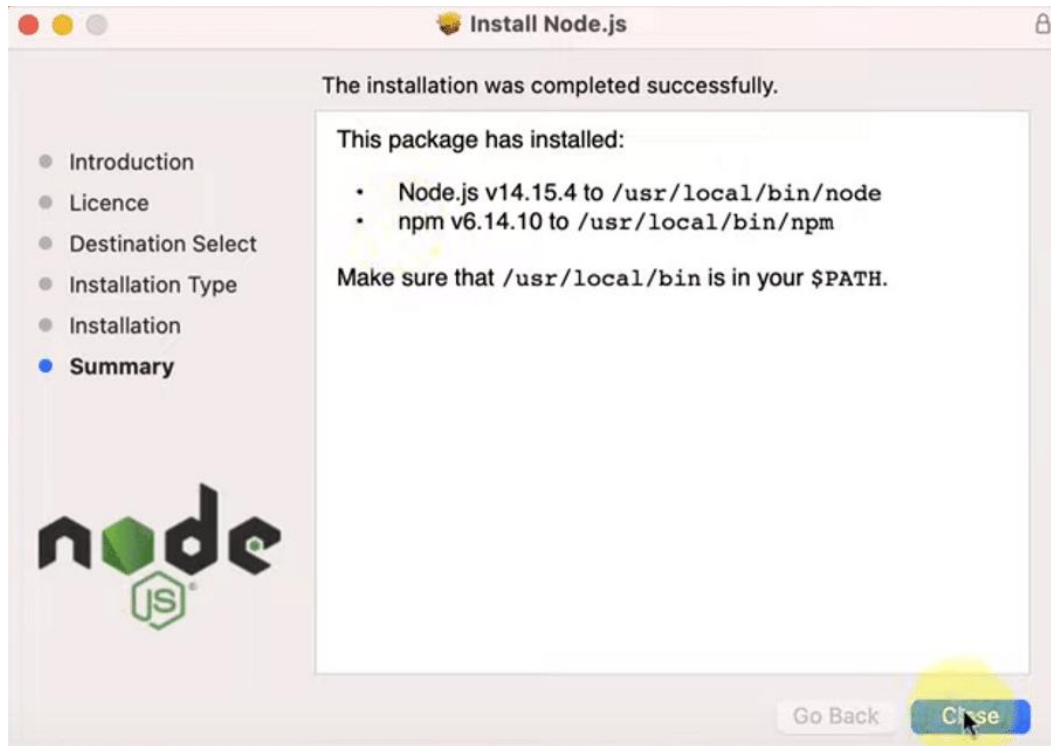 Install Node.js
The installation was completed successfully.
Introduction
Licence
Destination Select
Installation Type
Installation
Summary
This package has installed:
• Node.js v14.15.4 to /usr/local/bin/node
• npm v6.14.10 to /usr/local/bin/npm
Make sure that /usr/local/bin is in your $PATH.
node
JS®
Go Back
Close